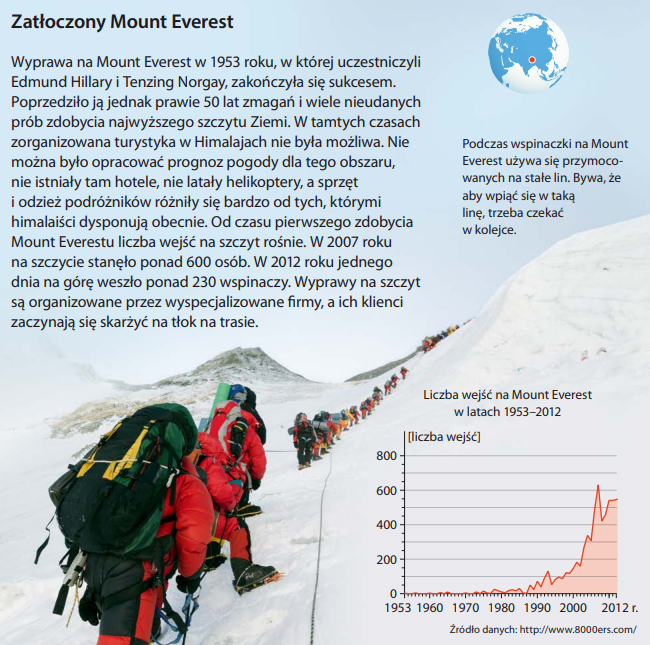 Zatłoczony Mount Everest
Wyprawa na Mount Everest w 1953 roku, w której uczestniczyli
Edmund Hillary i Tenzing Norgay, zakończyła się sukcesem.
Poprzedziło ją jednak prawie 50 lat zmagań i wiele nieudanych
prób zdobycia najwyższego szczytu Ziemi. W tamtych czasach
zorganizowana turystyka w Himalajach nie była możliwa. Nie
można było opracować prognoz pogody dla tego obszaru,
nie istniały tam hotele, nie latały helikoptery, a sprzęt
i odzież podróżników różniły się bardzo od tych, którymi
himalaiści dysponują obecnie. Od czasu pierwszego zdobycia
Mount Everestu liczba wejść na szczyt rośnie. W 2007 roku
na szczycie stanęło ponad 600 osób. W 2012 roku jednego
dnia na górę weszło ponad 230 wspinaczy. Wyprawy na szczyt
są organizowane przez wyspecjalizowane firmy, a ich klienci
zaczynają się skarżyć na tłok na trasie.
Podczas wspinaczki na Mount
Everest używa się przymoco-
wanych na stałe lin. Bywa, że
aby wpiąć się w taką
linę, trzeba czekać
w kolejce.
Liczba wejść na Mount Everest
w latach 1953–2012
[liczba wejść]
800
600
400
200
0
1953 1960 1970 1980 1990 2000 2012 r.
Źródło danych: http://www.8000ers.com/